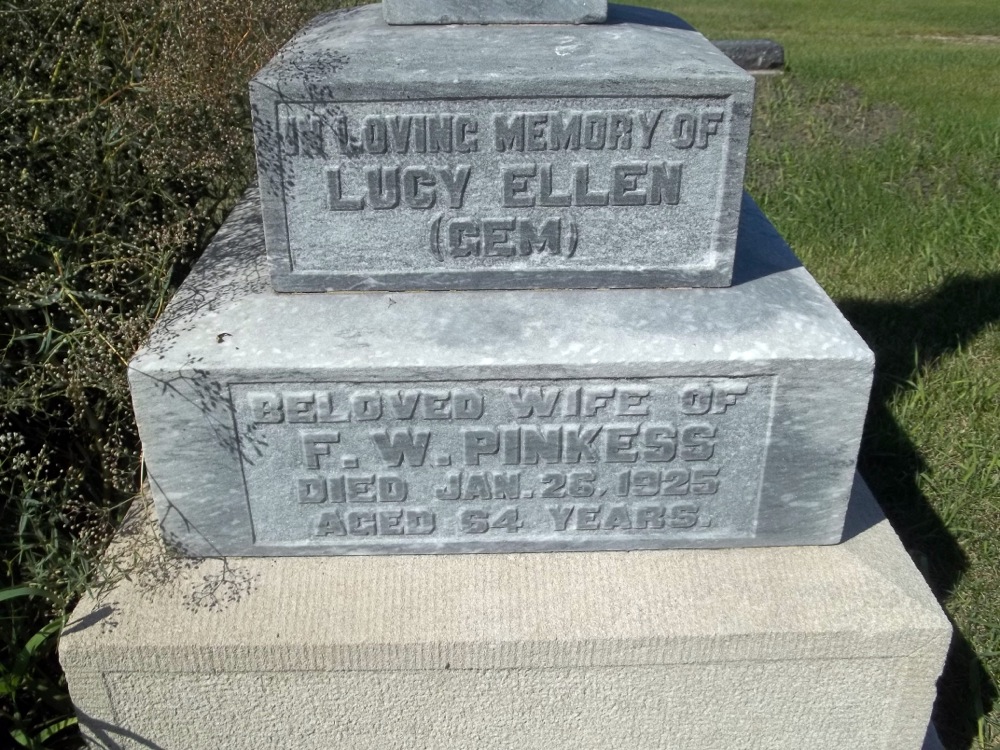 IN LOVING MEMORY OF
LUCY ELLEN
(GEM)
BELOVED WIFE OF
F. W. PINKESS
DIED JAN. 26, 1925
AGED 64 YEARS.